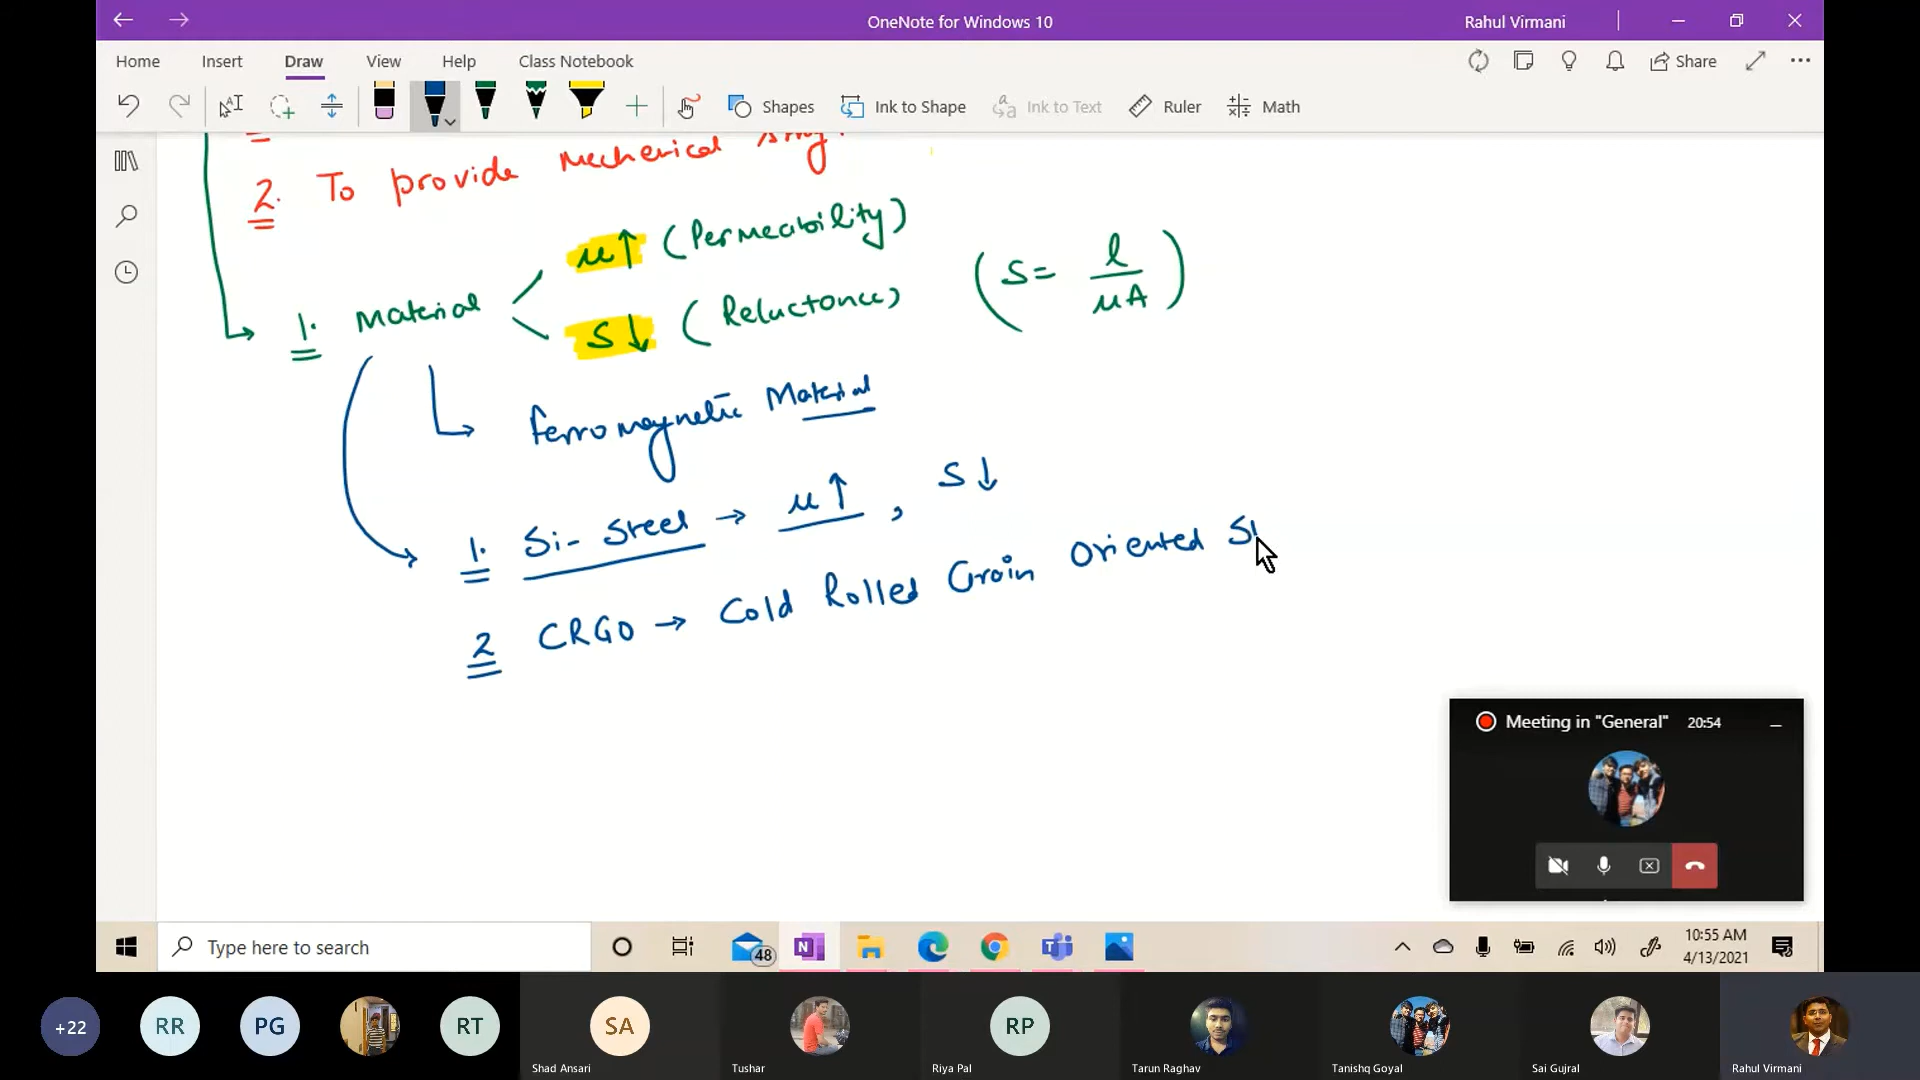 OneNote for Windows 10
Rahul Virmani
Home Insert Draw View Help Class Notebook
Share
Shapes Ink to Shape Ink to Text Ruler Math
2. To provide Mechenical
μ↑ (Permeability)
1. Material
S↓ (Reluctance)
(S= l/μA)
Ferromagnetic Material
1. Si- Steel → μ↑, S↓
2 CRGO → Cold Rolled Grain Oriented Si
Meeting in "General" 20:54
Type here to search
48
10:55 AM
4/13/2021
+22 RR PG RT SA RP
Shad Ansari Tushar Riya Pal Tarun Raghav Tanishq Goyal Sai Gujral Rahul Virmani